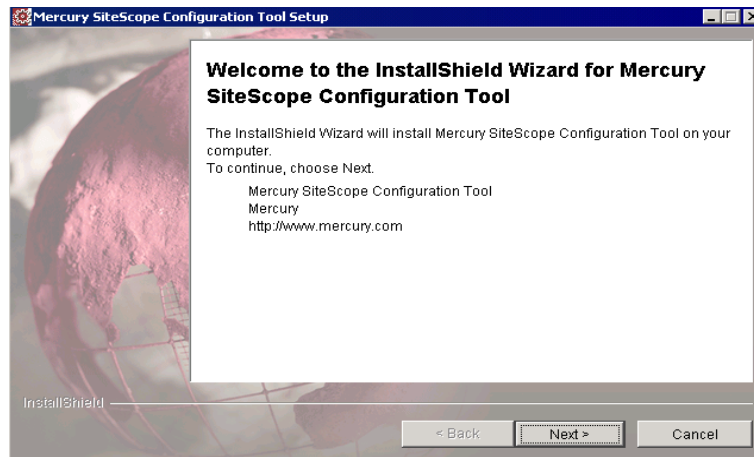 Mercury SiteScope Configuration Tool Setup
Welcome to the InstallShield Wizard for Mercury
SiteScope Configuration Tool
The InstallShield Wizard will install Mercury SiteScope Configuration Tool on your
computer.
To continue, choose Next.
Mercury SiteScope Configuration Tool
Mercury
http://www.mercury.com
InstallShield
< Back
Next >
Cancel